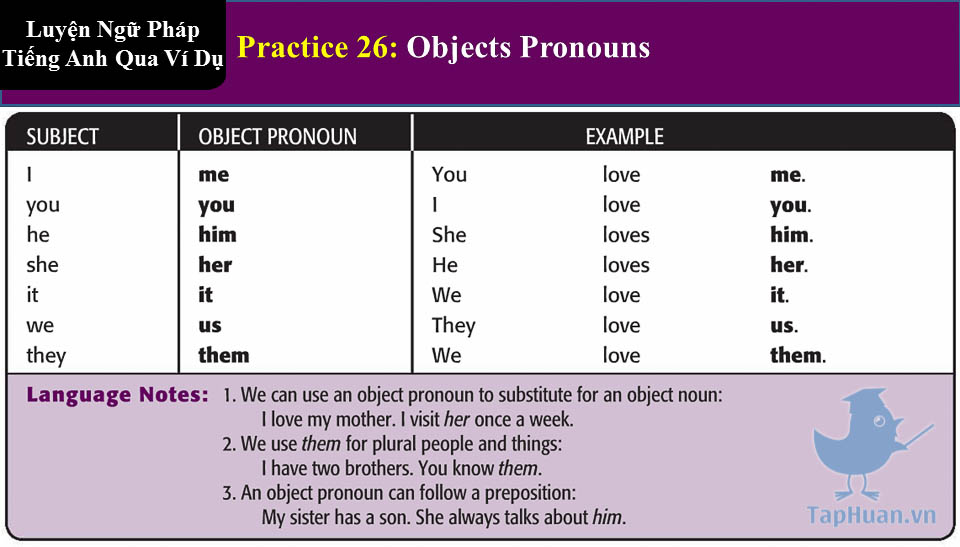 Luyện Ngữ Pháp
Tiếng Anh Qua Ví Dụ
Practice 26: Objects Pronouns
SUBJECT OBJECT PRONOUN EXAMPLE
I me You love me.
you you I love you.
he him She loves him.
she her He loves her.
it it We love it.
we us They love us.
they them We love them.
Language Notes: 1. We can use an object pronoun to substitute for an object noun:
I love my mother. I visit her once a week.
2. We use them for plural people and things:
I have two brothers. You know them.
3. An object pronoun can follow a preposition:
My sister has a son. She always talks about him.
TapHuan.vn